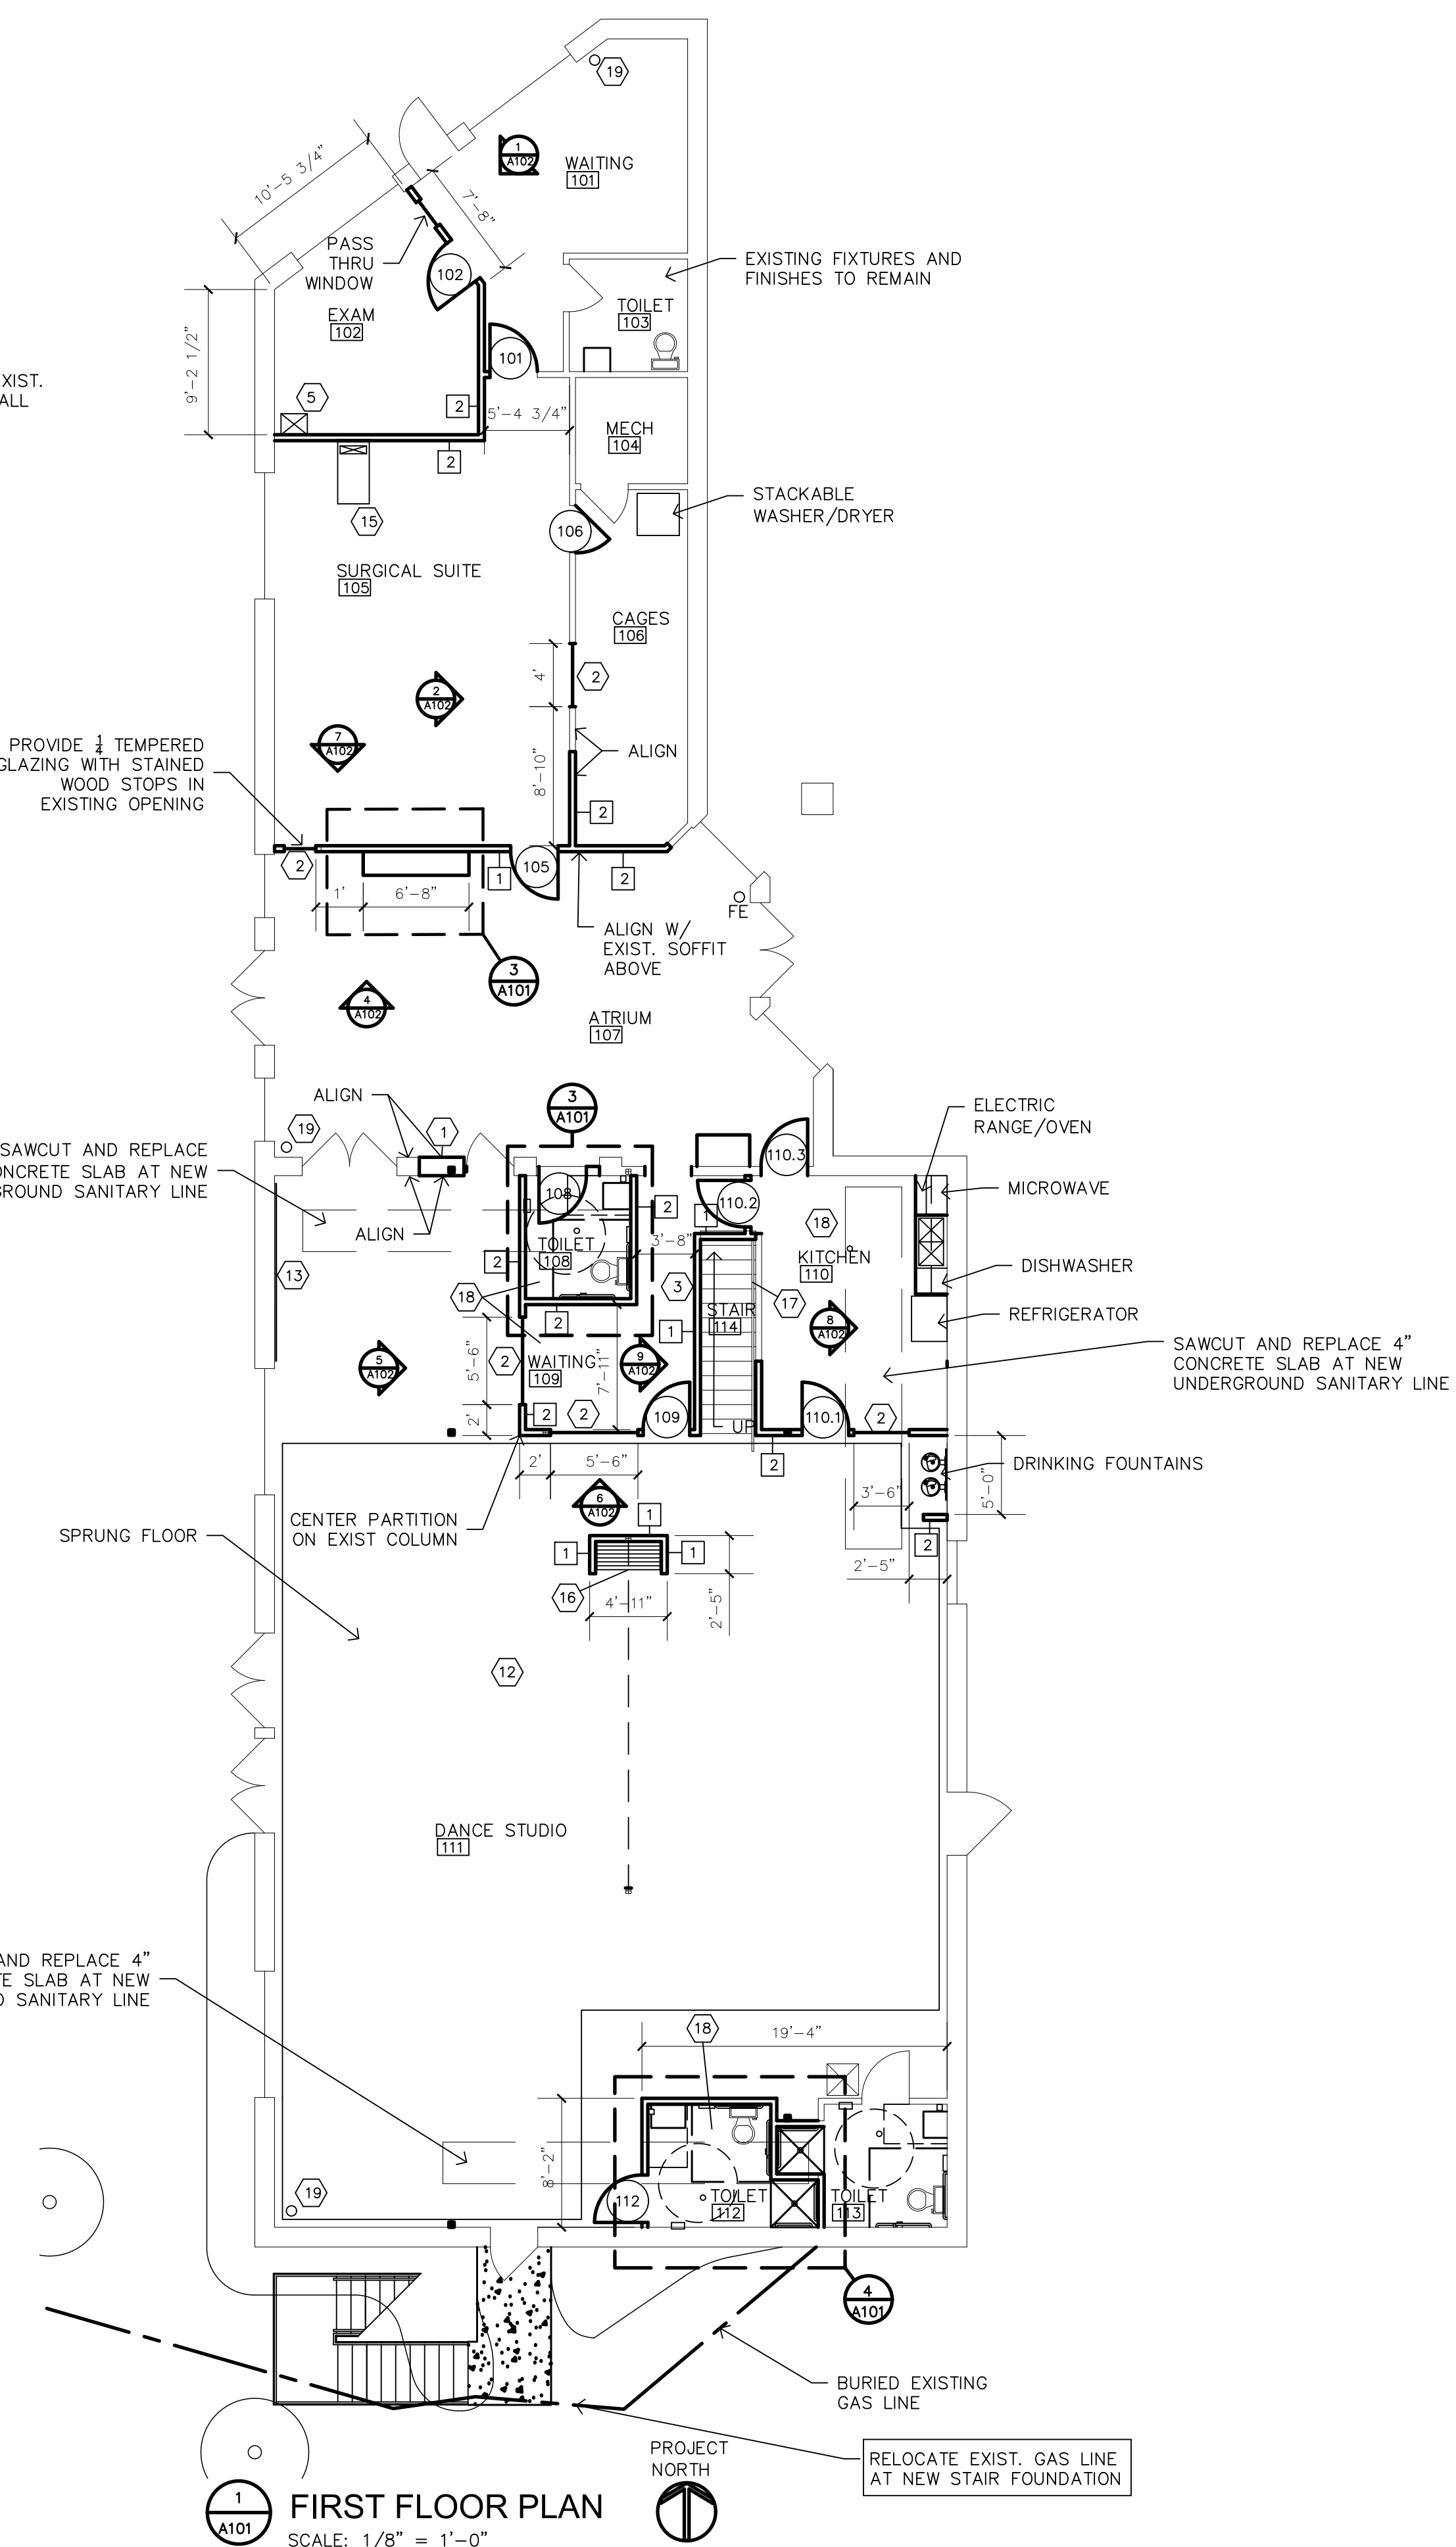 19
1
A102
WAITING
101
10'-5 3/4"
7'-8"
PASS
THRU
WINDOW
102
EXISTING FIXTURES AND
FINISHES TO REMAIN
EXAM
102
TOILET
103
9'-2 1/2"
101
EXIST.
5
2
5'-4 3/4"
MECH
104
2
STACKABLE
WASHER/DRYER
15
106
SURGICAL SUITE
105
CAGES
106
4'
2
2
A102
7
A102
PROVIDE 1/4 TEMPERED
GLAZING WITH STAINED
WOOD STOPS IN
EXISTING OPENING
ALIGN
8'-10"
2
2
1
105
2
1'
6'-8"
FE
ALIGN W/
EXIST. SOFFIT
ABOVE
3
A101
4
A102
ATRIUM
107
ALIGN
3
A101
ELECTRIC
RANGE/OVEN
19
1
SAWCUT AND REPLACE
CONCRETE SLAB AT NEW
SANITARY LINE
110.3
MICROWAVE
108
2
110.2
1
18
ALIGN
TOILET
108
2
3'-8"
KITCHEN
110
DISHWASHER
13
18
3
17
REFRIGERATOR
2
STAIR
114
8
A102
1
SAWCUT AND REPLACE 4"
CONCRETE SLAB AT NEW
UNDERGROUND SANITARY LINE
5
A102
5'-6"
2
WAITING
109
7'-11"
9
A102
2'
2
2
109
UP
110.1
2
2
2'
5'-6"
DRINKING FOUNTAINS
3'-6"
5'-0"
6
A102
CENTER PARTITION
ON EXIST COLUMN
SPRUNG FLOOR
1
1
1
2
2'-5"
16
4'-11"
2'-5"
12
DANCE STUDIO
111
AND REPLACE 4"
SLAB AT NEW
SANITARY LINE
18
19'-4"
8'-2"
19
112
TOILET
112
TOILET
113
4
A101
BURIED EXISTING
GAS LINE
PROJECT
NORTH
RELOCATE EXIST. GAS LINE
AT NEW STAIR FOUNDATION
1
A101
FIRST FLOOR PLAN
SCALE: 1/8" = 1'-0"